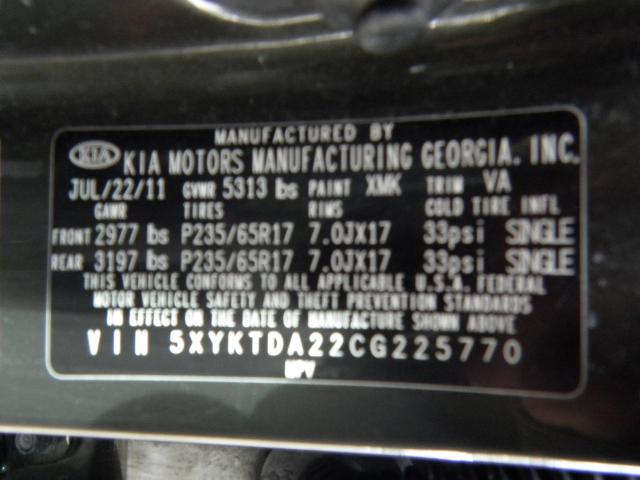 MANUFACTURED BY
KIA KIA MOTORS MANUFACTURING GEORGIA. INC.
JUL/22/11 GVWR 5313 lbs PAINT XMK TRIM VA
GAWR TIRES RIMS COLD TIRE INFL
FRONT 2977 lbs P235/65R17 7.0JX17 33psi SINGLE
REAR 3197 lbs P235/65R17 7.0JX17 33psi SINGLE
THIS VEHICLE CONFORMS TO ALL APPLICABLE U.S.A. FEDERAL
MOTOR VEHICLE SAFETY AND THEFT PREVENTION STANDARDS
IN EFFECT ON THE DATE OF MANUFACTURE SHOWN ABOVE
VIN 5XYKTDA22CG225770
MPV